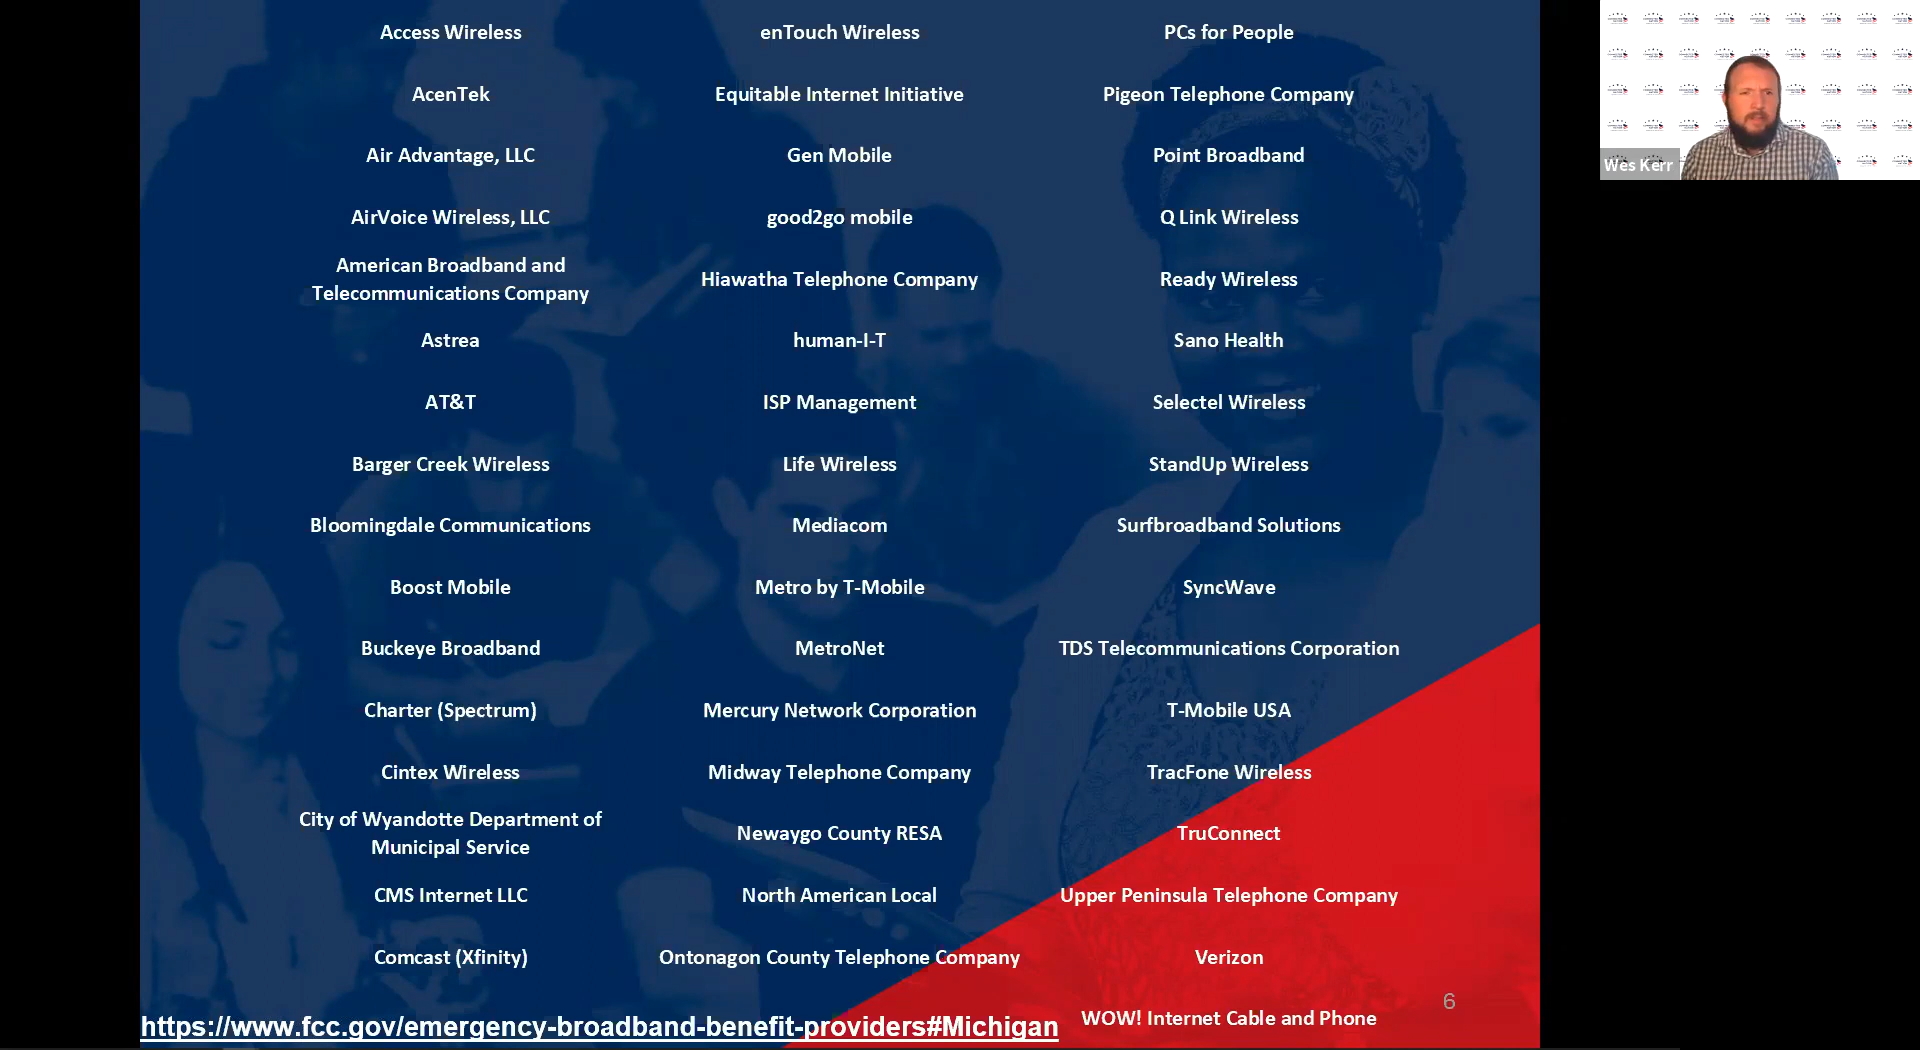 Access Wireless
AcenTek
Air Advantage, LLC
AirVoice Wireless, LLC
American Broadband and
Telecommunications Company
Astrea
AT&T
Barger Creek Wireless
Bloomingdale Communications
Boost Mobile
Buckeye Broadband
Charter (Spectrum)
Cintex Wireless
City of Wyandotte Department of
Municipal Service
CMS Internet LLC
Comcast (Xfinity)
enTouch Wireless
Equitable Internet Initiative
Gen Mobile
good2go mobile
Hiawatha Telephone Company
human-I-T
ISP Management
Life Wireless
Mediacom
Metro by T-Mobile
MetroNet
Mercury Network Corporation
Midway Telephone Company
Newaygo County RESA
North American Local
Ontonagon County Telephone Company
PCs for People
Pigeon Telephone Company
Point Broadband
Q Link Wireless
Ready Wireless
Sano Health
Selectel Wireless
StandUp Wireless
Surfbroadband Solutions
SyncWave
TDS Telecommunications Corporation
T-Mobile USA
TracFone Wireless
TruConnect
Upper Peninsula Telephone Company
Verizon
WOW! Internet Cable and Phone
https://www.fcc.gov/emergency-broadband-benefit-providers#Michigan
6
Wes Kerr